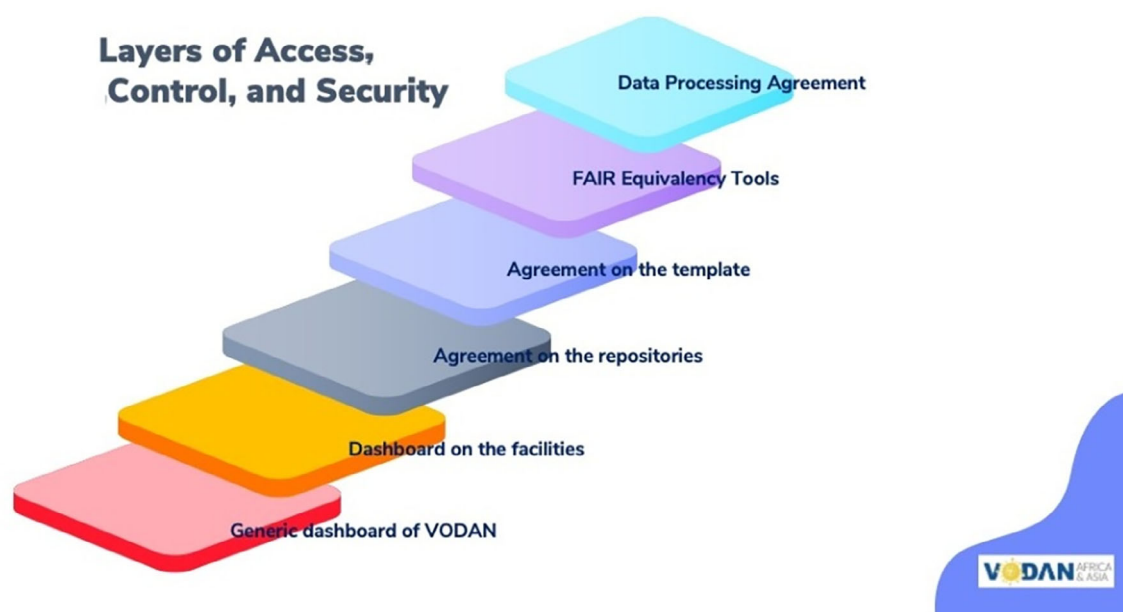 Layers of Access,
Control, and Security
Data Processing Agreement
FAIR Equivalency Tools
Agreement on the template
Agreement on the repositories
Dashboard on the facilities
Generic dashboard of VODAN
VODAN AFRICA
& ASIA